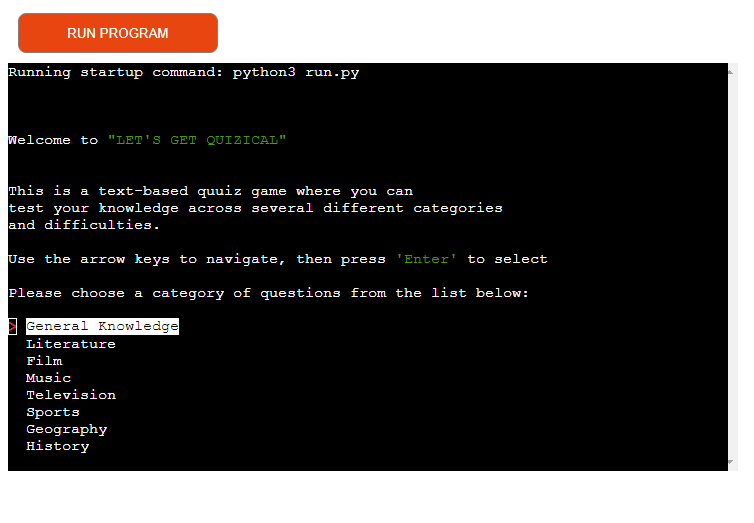 RUN PROGRAM
Running startup command: python3 run.py
Welcome to "LET'S GET QUIZICAL"
This is a text-based quuiz game where you can
test your knowledge across several different categories
and difficulties.
Use the arrow keys to navigate, then press 'Enter' to select
Please choose a category of questions from the list below:
> General Knowledge
Literature
Film
Music
Television
Sports
Geography
History